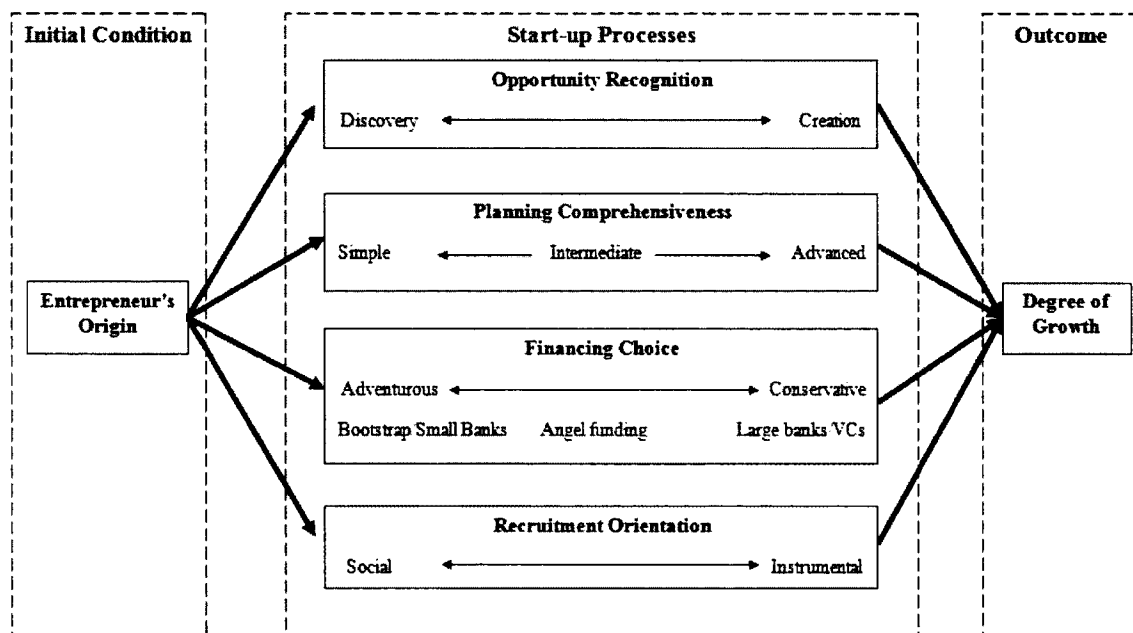 Initial Condition
Start-up Processes
Outcome
Opportunity Recognition
Discovery Creation
Planning Comprehensiveness
Simple Intermediate Advanced
Entrepreneur's
Origin
Degree of
Growth
Financing Choice
Adventurous Conservative
Bootstrap/Small Banks Angel funding Large banks/VCs
Recruitment Orientation
Social Instrumental